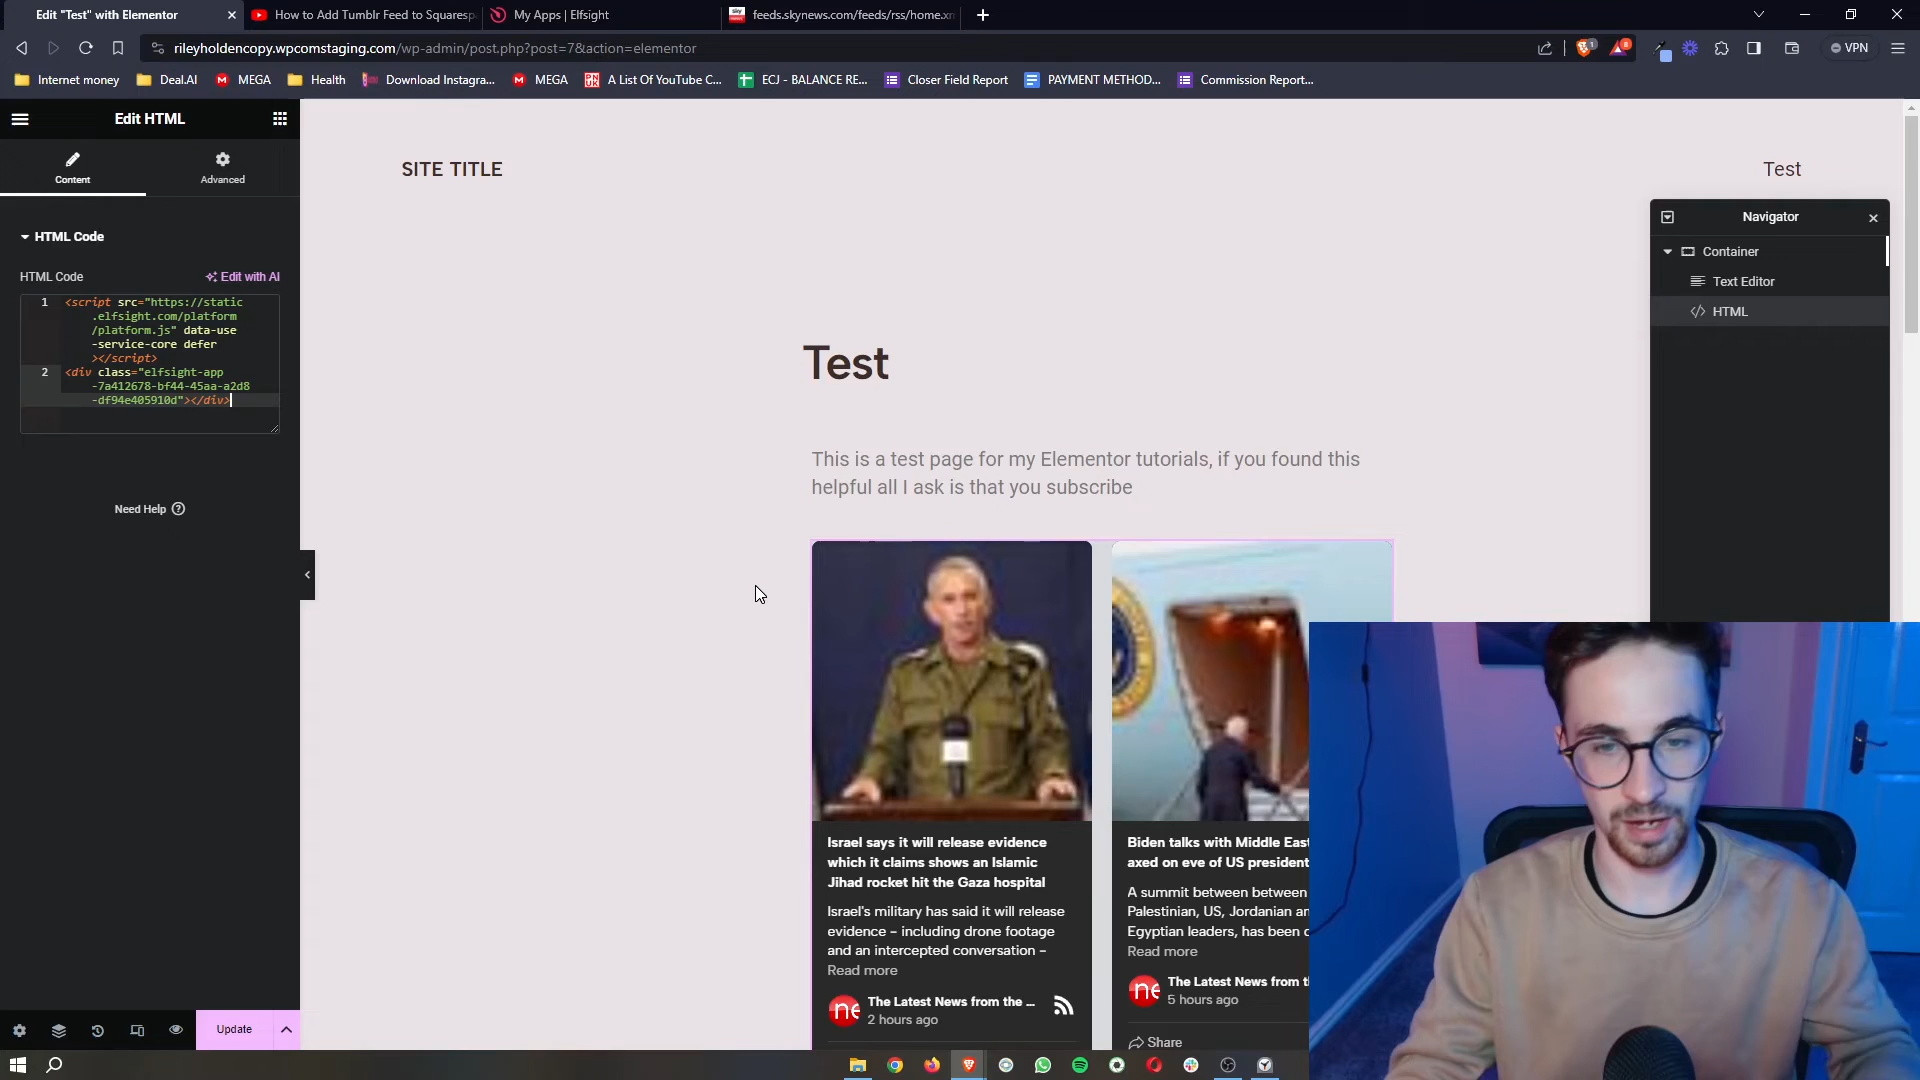 Edit "Test" with Elementor
How to Add Tumblr Feed to Squaresp
My Apps | Elfsight
feeds.skynews.com/feeds/rss/home.x
rileyholdencopy.wpcomstaging.com/wp-admin/post.php?post=7&action=elementor
1
8
VPN
Internet money
Deal.AI
MEGA
Health
Download Instagra...
MEGA
A List Of YouTube C...
ECJ - BALANCE RE...
Closer Field Report
PAYMENT METHOD...
Commission Report...
Edit HTML
Content
Advanced
HTML Code
HTML Code
Edit with AI
1 <script src="https://static
.elfsight.com/platform
/platform.js" data-use
-service-core defer
></script>
2 <div class="elfsight-app
-7a412678-bf44-45aa-a2d8
-df94e405910d"></div>
Need Help
Update
SITE TITLE
Test
Navigator
Container
Text Editor
HTML
Test
This is a test page for my Elementor tutorials, if you found this
helpful all I ask is that you subscribe
Israel says it will release evidence
which it claims shows an Islamic
Jihad rocket hit the Gaza hospital
Israel's military has said it will release
evidence – including drone footage
and an intercepted conversation –
Read more
The Latest News from the ...
2 hours ago
Biden talks with Middle East
axed on eve of US president
A summit between between
Palestinian, US, Jordanian an
Egyptian leaders, has been c
Read more
The Latest News from t
5 hours ago
Share